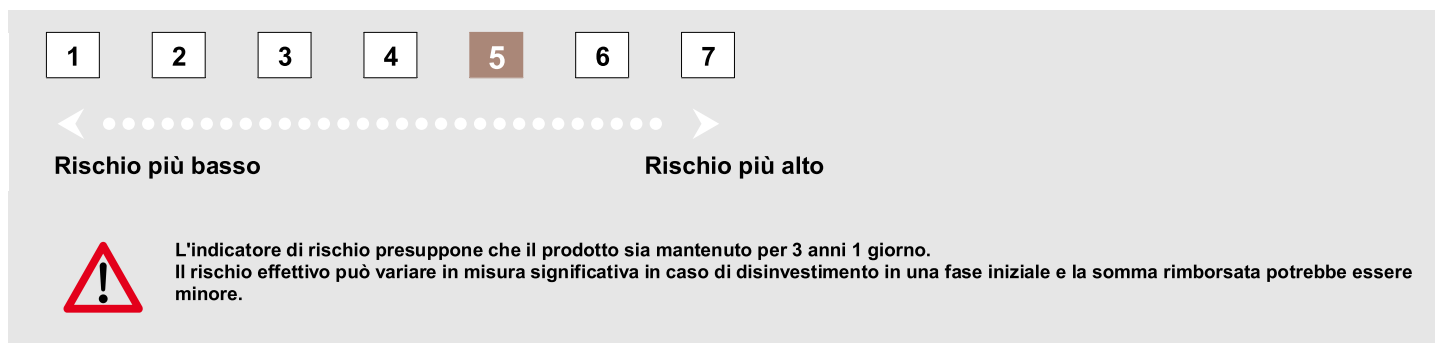 1 2 3 4 5 6 7
Rischio più basso Rischio più alto
L'indicatore di rischio presuppone che il prodotto sia mantenuto per 3 anni 1 giorno.
Il rischio effettivo può variare in misura significativa in caso di disinvestimento in una fase iniziale e la somma rimborsata potrebbe essere
minore.